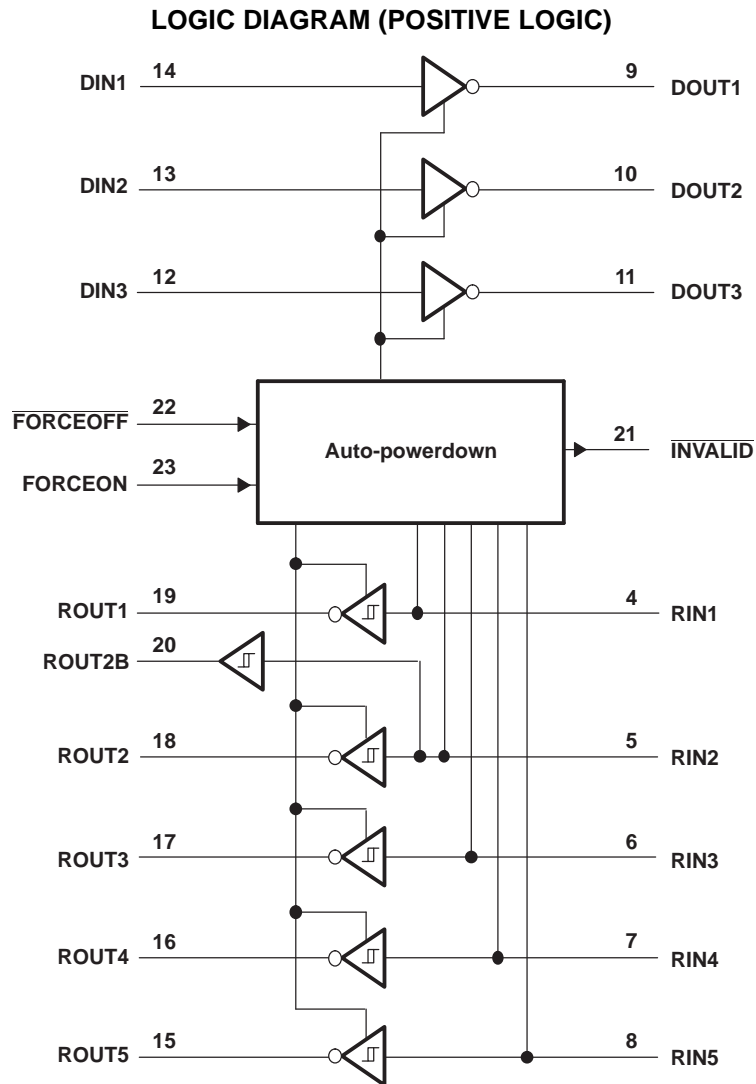 LOGIC DIAGRAM (POSITIVE LOGIC)
DIN1 14 9 DOUT1
DIN2 13 10 DOUT2
DIN3 12 11 DOUT3
FORCEOFF 22
Auto-powerdown 21 INVALID
FORCEON 23
ROUT1 19 4 RIN1
ROUT2B 20
ROUT2 18 5 RIN2
ROUT3 17 6 RIN3
ROUT4 16 7 RIN4
ROUT5 15 8 RIN5